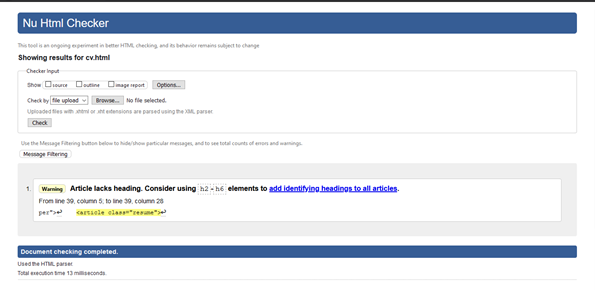 Nu Html Checker
This tool is an ongoing experiment in better HTML checking, and its behavior remains subject to change
Showing results for cv.html
Checker Input
Show source outline image report Options...
Check by file upload Browse... No file selected.
Uploaded files with .xhtml or .xht extensions are parsed using the XML parser.
Check
Use the Message Filtering button below to hide/show particular messages, and to see total counts of errors and warnings.
Message Filtering
1. Warning Article lacks heading. Consider using h2-h6 elements to add identifying headings to all articles.
From line 39, column 5; to line 39, column 28
per">↩ <article class="resume">↩
Document checking completed.
Used the HTML parser.
Total execution time 13 milliseconds.